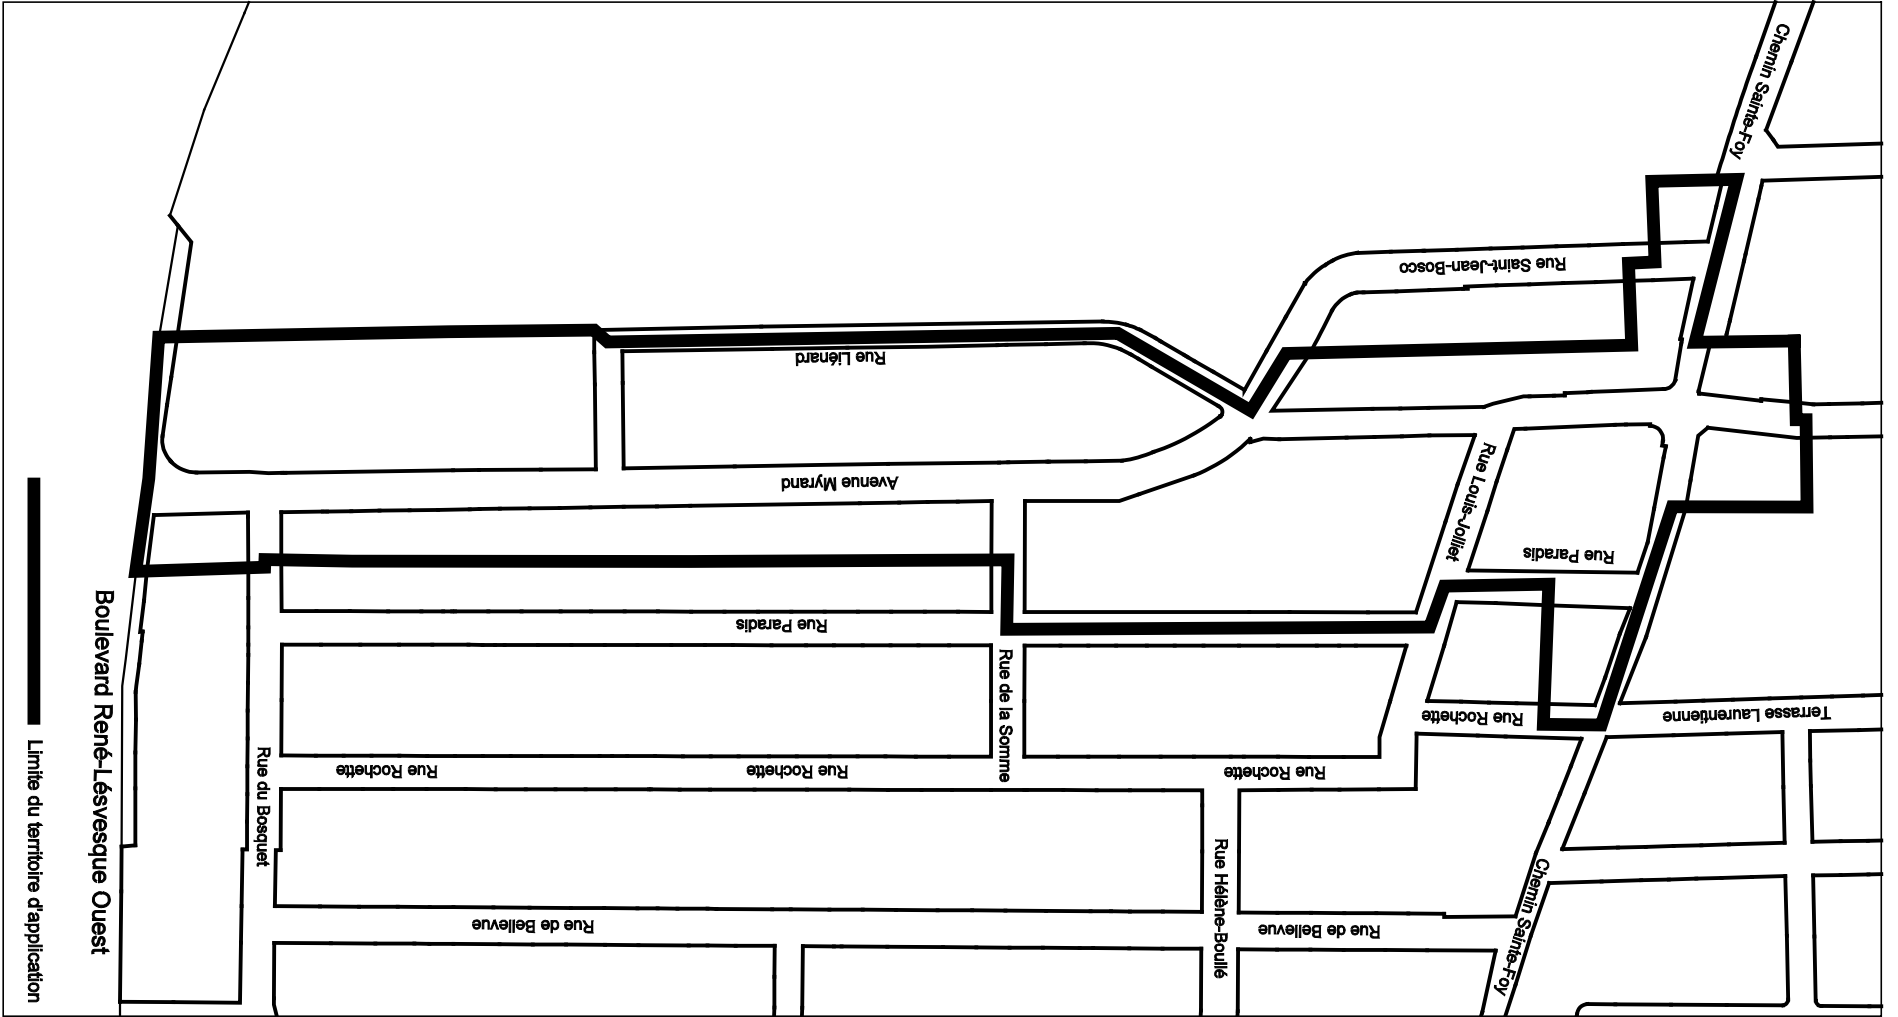 Chemin Sainte-Foy
Rue Saint-Jean-Bosco
Rue Liénard
Avenue Myrand
Rue Louis-Jolliet
Rue Paradis
Rue Paradis
Rue de la Somme
Rue Rochette
Terrasse Laurentienne
Rue Rochette
Rue Rochette
Rue Rochette
Rue du Bosquet
Rue Hélène-Boullé
Chemin Sainte-Foy
Rue de Bellevue
Rue de Bellevue
Boulevard René-Lésvesque Ouest
Limite du territoire d'application